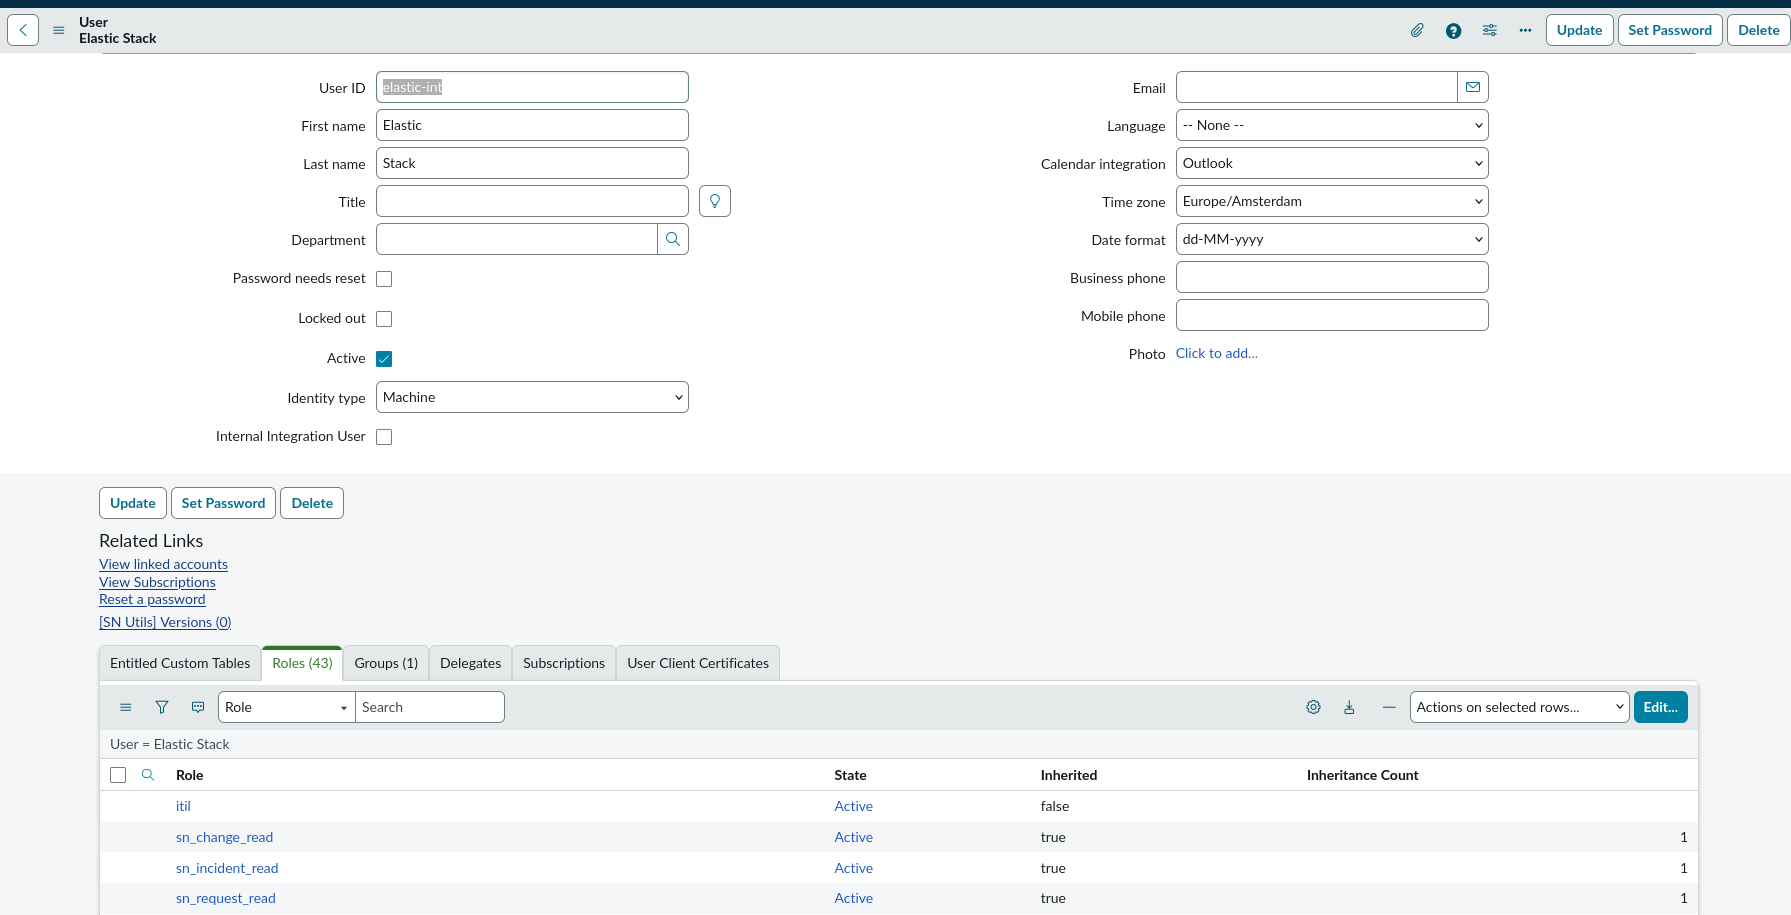 User
Elastic Stack
Update
Set Password
Delete
User ID
elastic-int
First name
Elastic
Last name
Stack
Title
Department
Password needs reset
Locked out
Active
Identity type
Machine
Internal Integration User
Email
Language
-- None --
Calendar integration
Outlook
Time zone
Europe/Amsterdam
Date format
dd-MM-yyyy
Business phone
Mobile phone
Photo
Click to add...
Update
Set Password
Delete
Related Links
View linked accounts
View Subscriptions
Reset a password
[SN Utils] Versions (0)
Entitled Custom Tables
Roles (43)
Groups (1)
Delegates
Subscriptions
User Client Certificates
Role
Search
Actions on selected rows...
Edit...
User = Elastic Stack
Role State Inherited Inheritance Count
itil Active false
sn_change_read Active true 1
sn_incident_read Active true 1
sn_request_read Active true 1